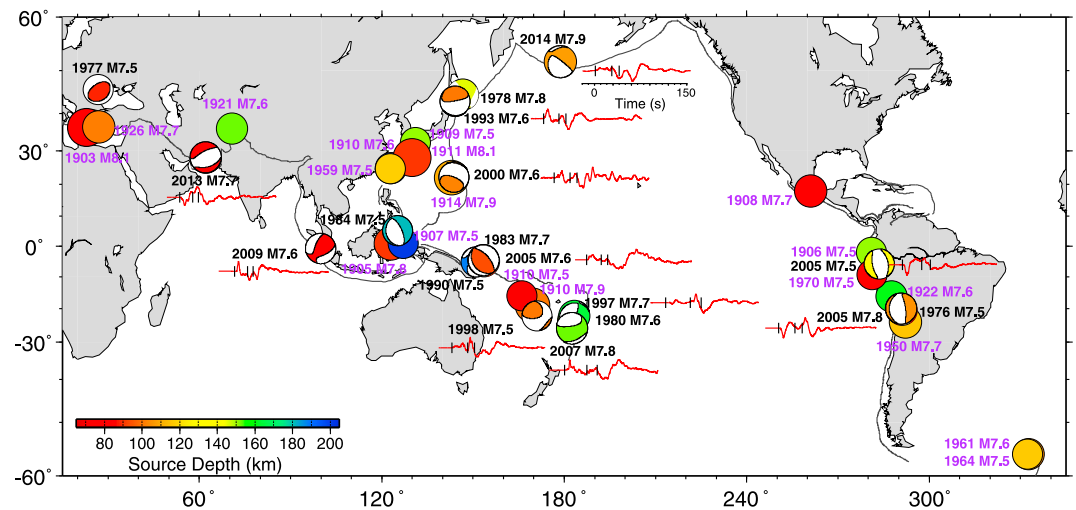 60°
2014 M7.9
1977 M7.5
1921 M7.6
1978 M7.8
0
150
Time (s)
1993 M7.6
1926 M7.7
1909 M7.5
1910 M7.6
30°
1903 M8.1
1911 M8.1
1959 M7.5
2000 M7.6
2013 M7.7
1908 M7.7
1914 M7.9
1984 M7.5
1907 M7.5
1983 M7.7
0°
2009 M7.6
1906 M7.5
2005 M7.6
2005 M7.5
1905 M7.8
1910 M7.5
1970 M7.5
1990 M7.5
1910 M7.9
1922 M7.6
1997 M7.7
1976 M7.5
2005 M7.8
1980 M7.6
1998 M7.5
-30°
1950 M7.7
2007 M7.8
80 100 120 140 160 180 200
Source Depth (km)
1961 M7.6
1964 M7.5
-60°
60° 120° 180° 240° 300°